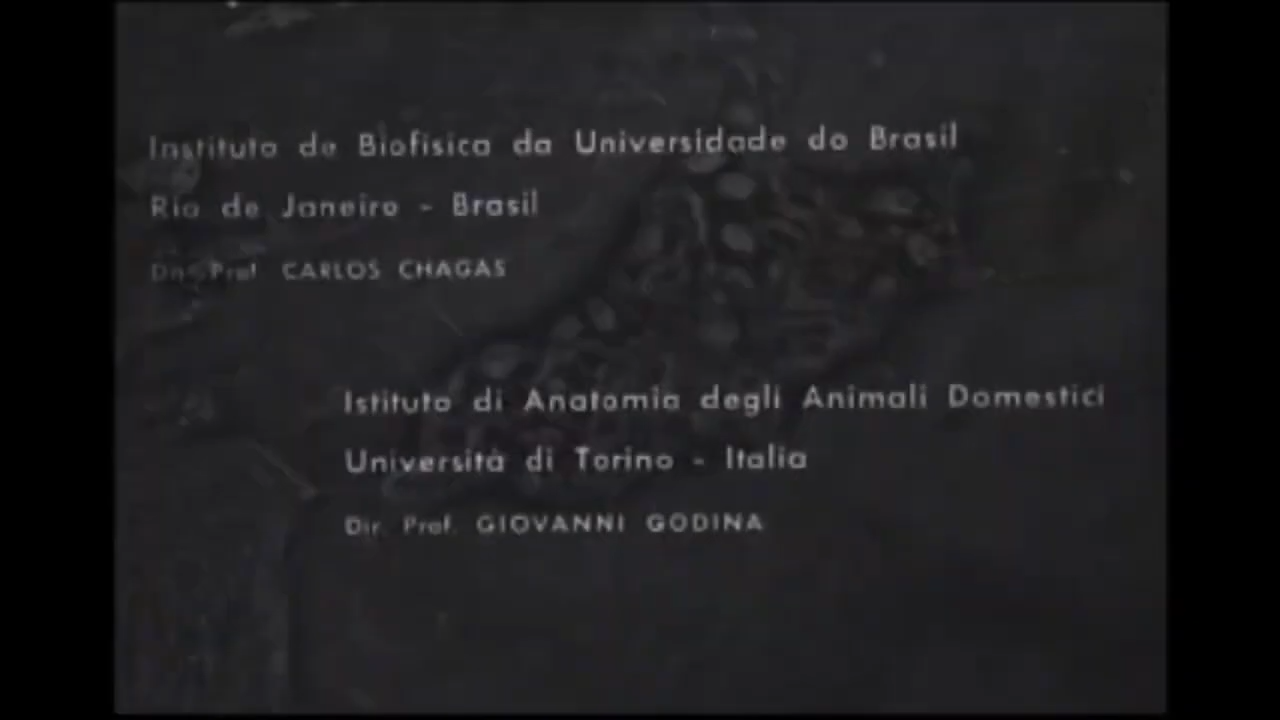 Instituto de Biofisica da Universidade do Brasil
Rio de Janeiro - Brasil
Dir. Prof. CARLOS CHAGAS
Istituto di Anatomia degli Animali Domestici
Università di Torino - Italia
Dir. Prof. GIOVANNI GODINA